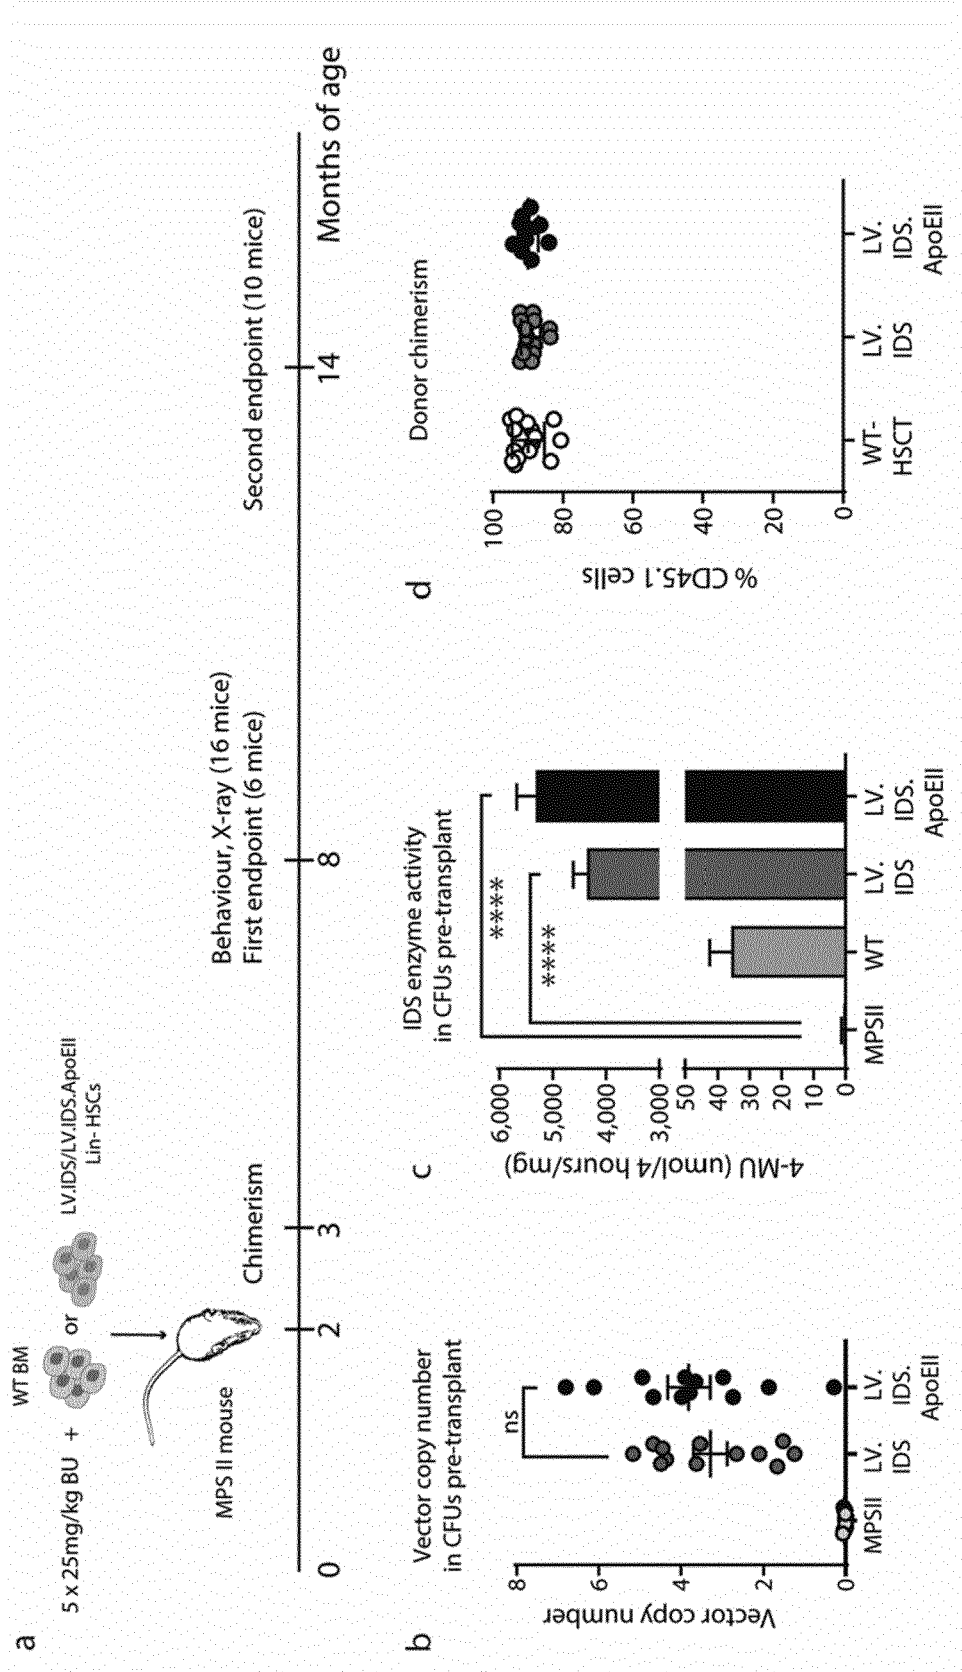 a
WT BM
5 x 25mg/kg BU + or LV.IDS/LV.IDS.ApoEII
Lin- HSCs
MPS II mouse
Chimerism
Behaviour, X-ray (16 mice)
First endpoint (6 mice)
Second endpoint (10 mice)
0 2 3 8 14
Months of age
b
Vector copy number
in CFUs pre-transplant
Vector copy number
8
6
4
2
0
ns
MPSII
LV.
IDS
LV.
IDS.
ApoEII
c
IDS enzyme activity
in CFUs pre-transplant
4-MU (umol/4 hours/mg)
6,000
5,000
4,000
3,000
50
40
30
20
10
0
****
****
MPSII
WT
LV.
IDS
LV.
IDS.
ApoEII
d
Donor chimerism
% CD45.1 cells
100
80
60
40
20
0
WT-
HSCT
LV.
IDS
LV.
IDS.
ApoEII